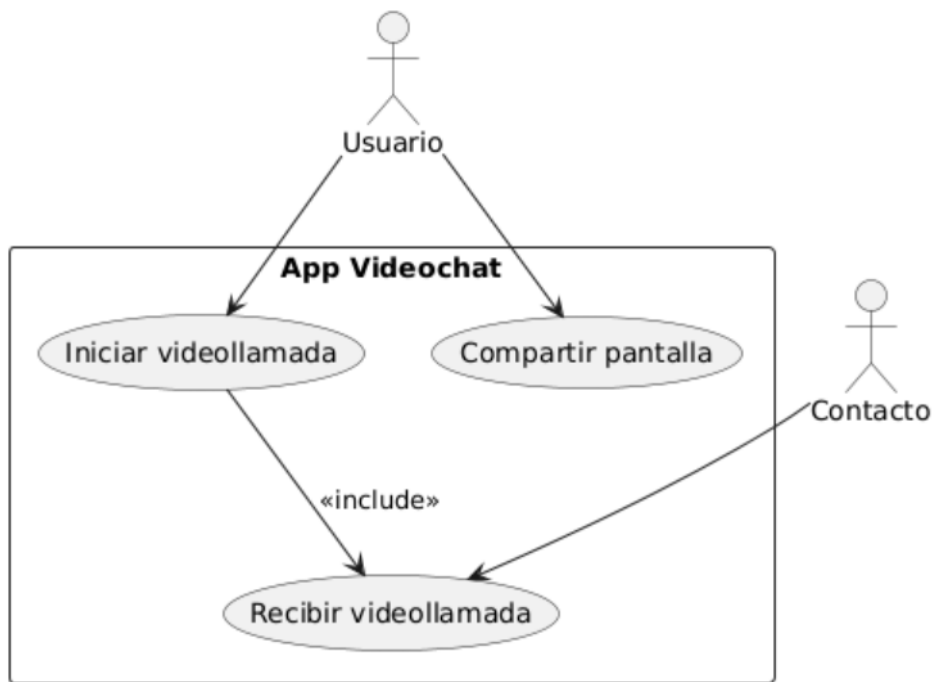 Usuario
App Videochat
Iniciar videollamada
Compartir pantalla
Contacto
«include»
Recibir videollamada